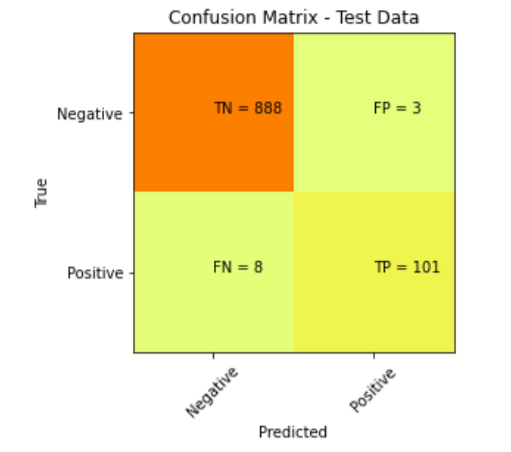 Confusion Matrix - Test Data
Negative
TN = 888
FP = 3
True
Positive
FN = 8
TP = 101
Negative
Positive
Predicted